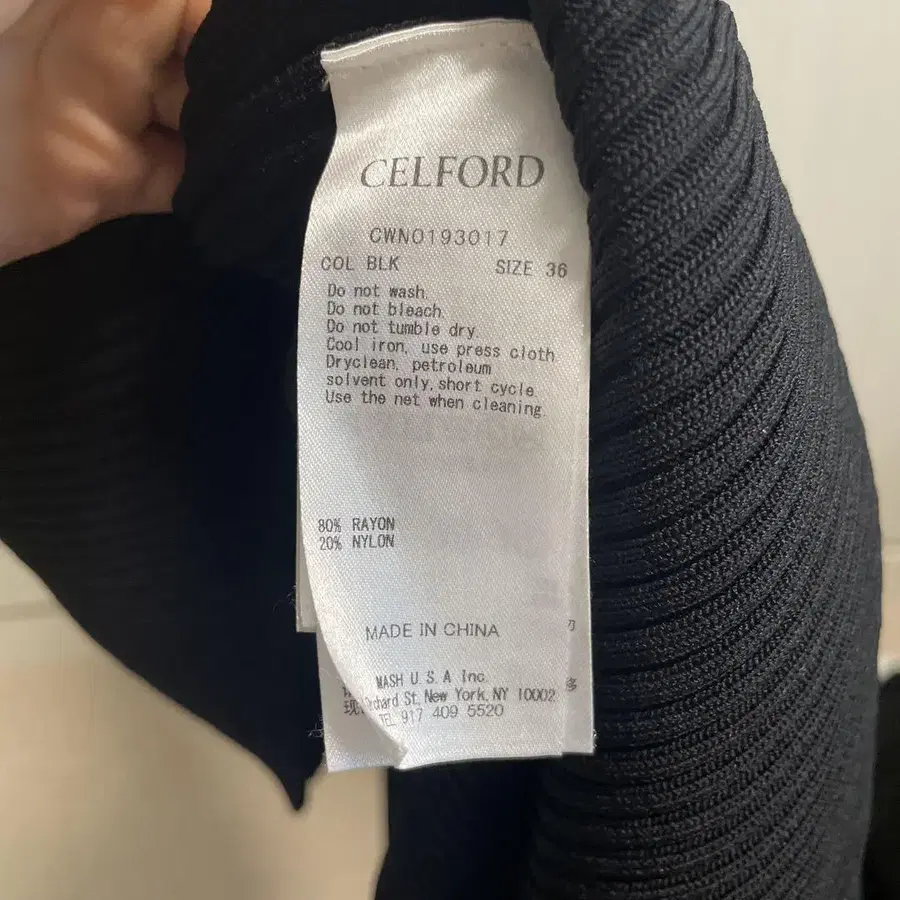 CELFORD
CWNO193017
COL BLK SIZE 36
Do not wash.
Do not bleach.
Do not tumble dry.
Cool iron, use press cloth.
Dryclean, petroleum
solvent only, short cycle.
Use the net when cleaning.
80% RAYON
20% NYLON
MADE IN CHINA
MASH U.S.A Inc.
St, New York, NY 10002
TEL 917 409 5520